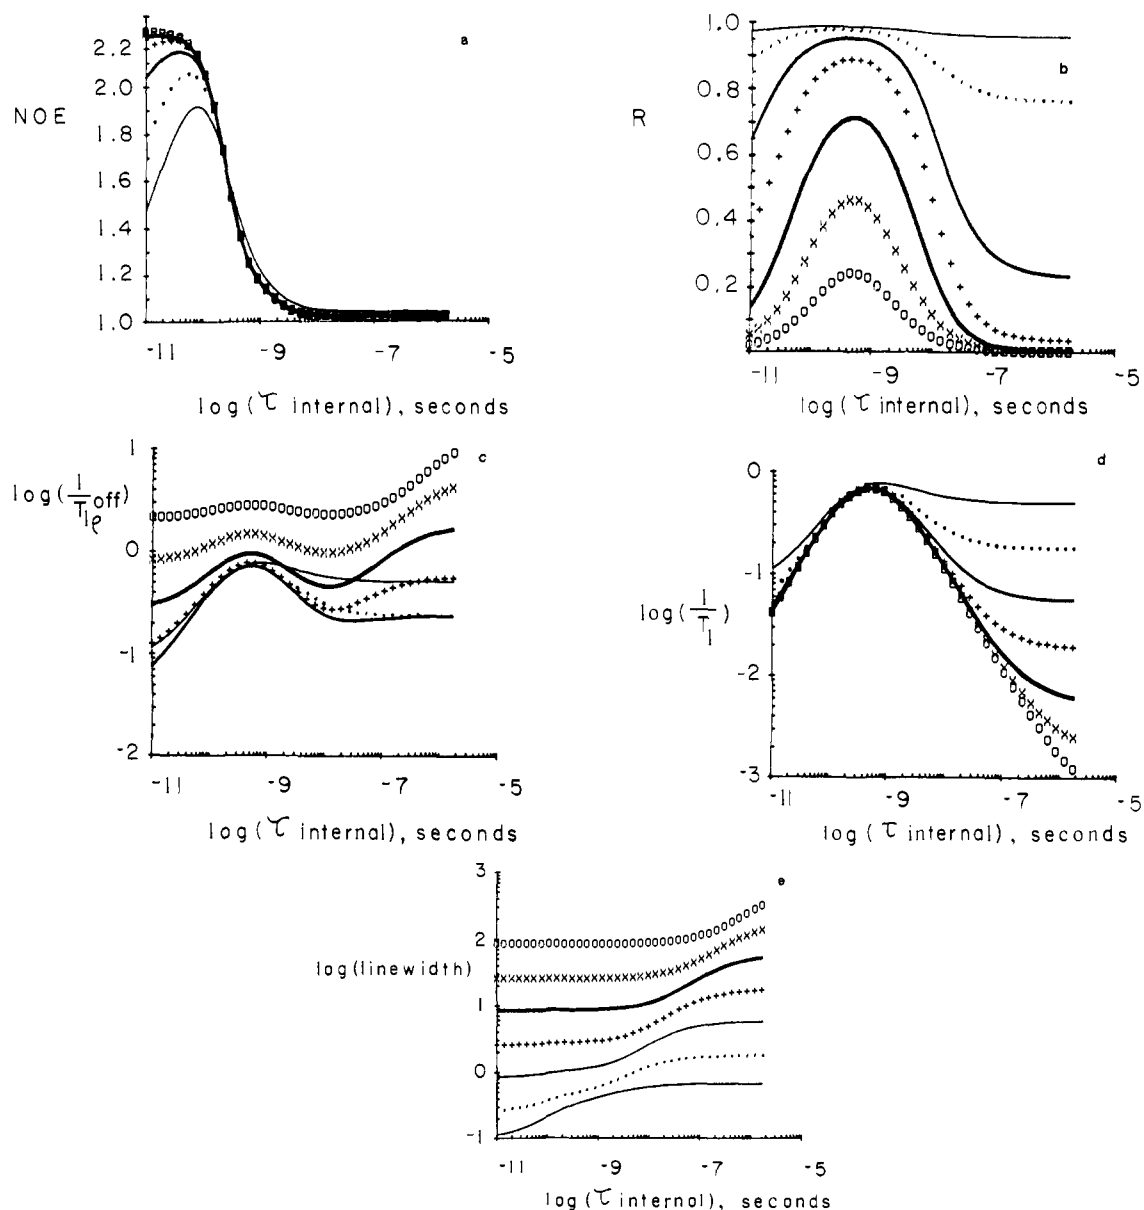 a
2.2
2.0
NOE
1.8
1.6
1.4
1.2
1.0
-11 -9 -7 -5
log(τ internal), seconds
b
1.0
0.8
R
0.6
0.4
0.2
-11 -9 -7 -5
log(τ internal), seconds
c
1
log(1/T1ρ off)
0
-1
-2
-11 -9 -7 -5
log(τ internal), seconds
d
0
-1
log(1/T1)
-2
-3
-11 -9 -7 -5
log(τ internal), seconds
e
3
2
log(linewidth)
1
0
-1
-11 -9 -7 -5
log(τ internal), seconds